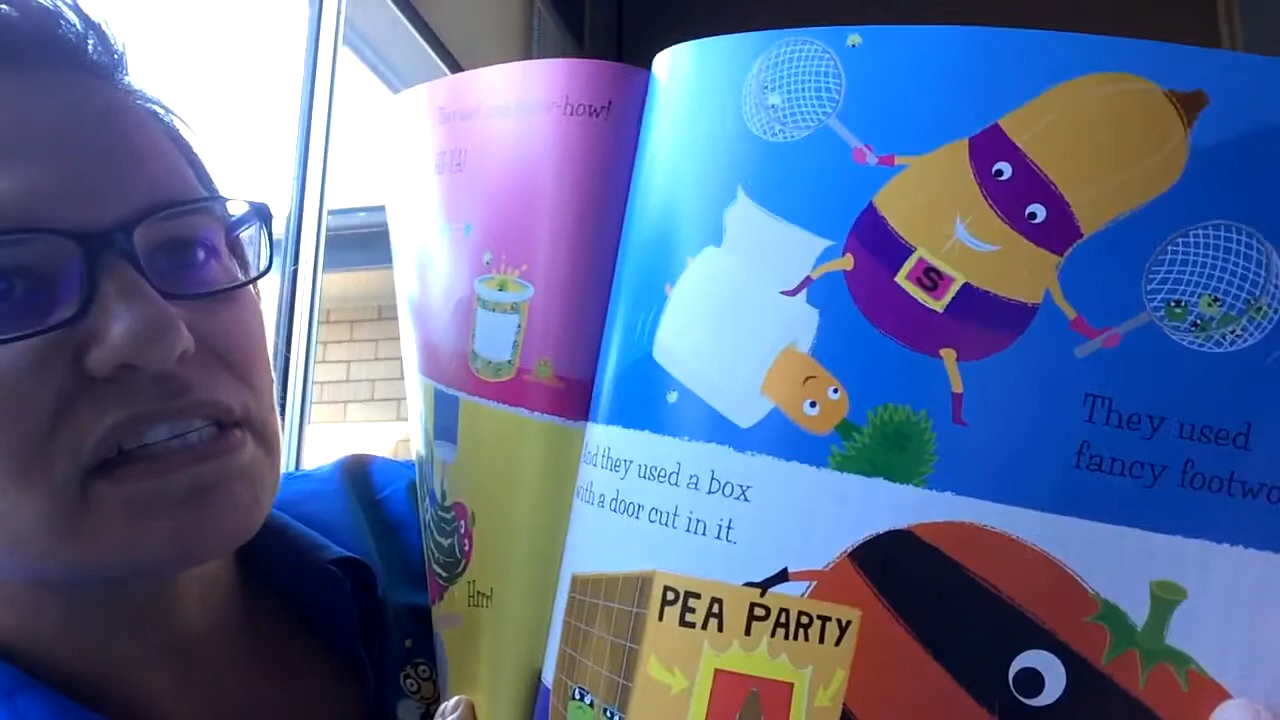 S
They used
fancy footwo
And they used a box
with a door cut in it.
Hrrr!
PEA PARTY